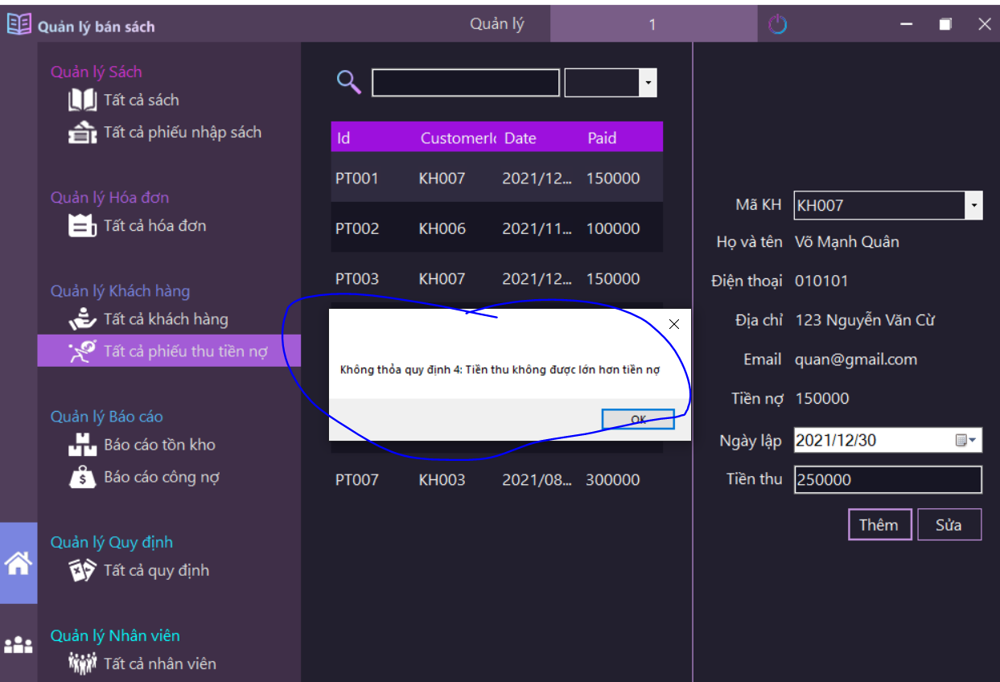 Quản lý bán sách
Quản lý
1
Quản lý Sách
Tất cả sách
Tất cả phiếu nhập sách
Quản lý Hóa đơn
Tất cả hóa đơn
Quản lý Khách hàng
Tất cả khách hàng
Tất cả phiếu thu tiền nợ
Quản lý Báo cáo
Báo cáo tồn kho
Báo cáo công nợ
Quản lý Quy định
Tất cả quy định
Quản lý Nhân viên
Tất cả nhân viên
Id CustomerIc Date Paid
PT001 KH007 2021/12... 150000
PT002 KH006 2021/11... 100000
PT003 KH007 2021/12... 150000
Không thỏa quy định 4: Tiền thu không được lớn hơn tiền nợ
OK
PT007 KH003 2021/08... 300000
Mã KH KH007
Họ và tên Võ Mạnh Quân
Điện thoại 010101
Địa chỉ 123 Nguyễn Văn Cừ
Email quan@gmail.com
Tiền nợ 150000
Ngày lập 2021/12/30
Tiền thu 250000
Thêm Sửa